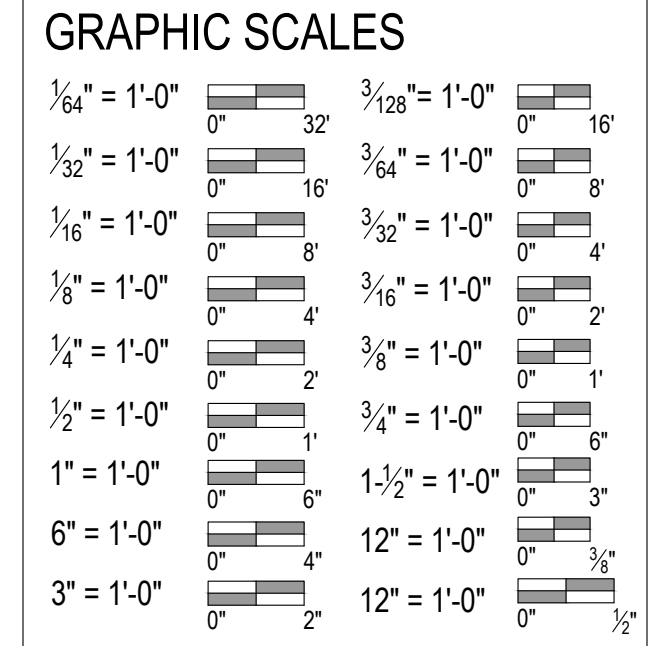 GRAPHIC SCALES
1/64" = 1'-0"
0" 32'
1/32" = 1'-0"
0" 16'
1/16" = 1'-0"
0" 8'
1/8" = 1'-0"
0" 4'
1/4" = 1'-0"
0" 2'
1/2" = 1'-0"
0" 1'
1" = 1'-0"
0" 6"
6" = 1'-0"
0" 4"
3" = 1'-0"
0" 2"
3/128"= 1'-0"
0" 16'
3/64" = 1'-0"
0" 8'
3/32" = 1'-0"
0" 4'
3/16" = 1'-0"
0" 2'
3/8" = 1'-0"
0" 1'
3/4" = 1'-0"
0" 6"
1-1/2" = 1'-0"
0" 3"
12" = 1'-0"
0" 3/8"
12" = 1'-0"
0" 1/2"